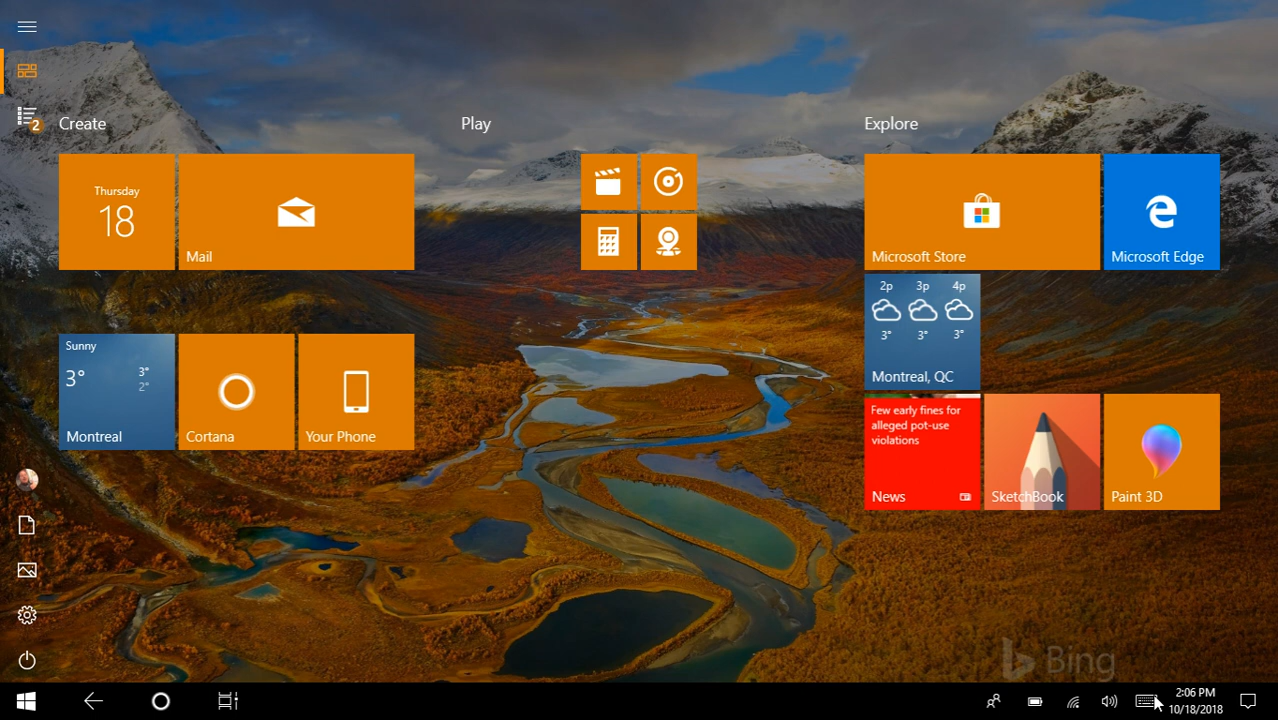 2
Create
Play
Explore
Thursday
18
Mail
Microsoft Store
Microsoft Edge
2p 3p 4p
3° 3° 3°
Montreal, QC
Sunny
3° 3°
2°
Montreal
Cortana
Your Phone
Few early fines for
alleged pot-use
violations
News
SketchBook
Paint 3D
Bing
2:06 PM
10/18/2018